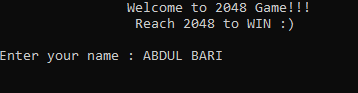 Welcome to 2048 Game!!!
Reach 2048 to WIN :)
Enter your name : ABDUL BARI